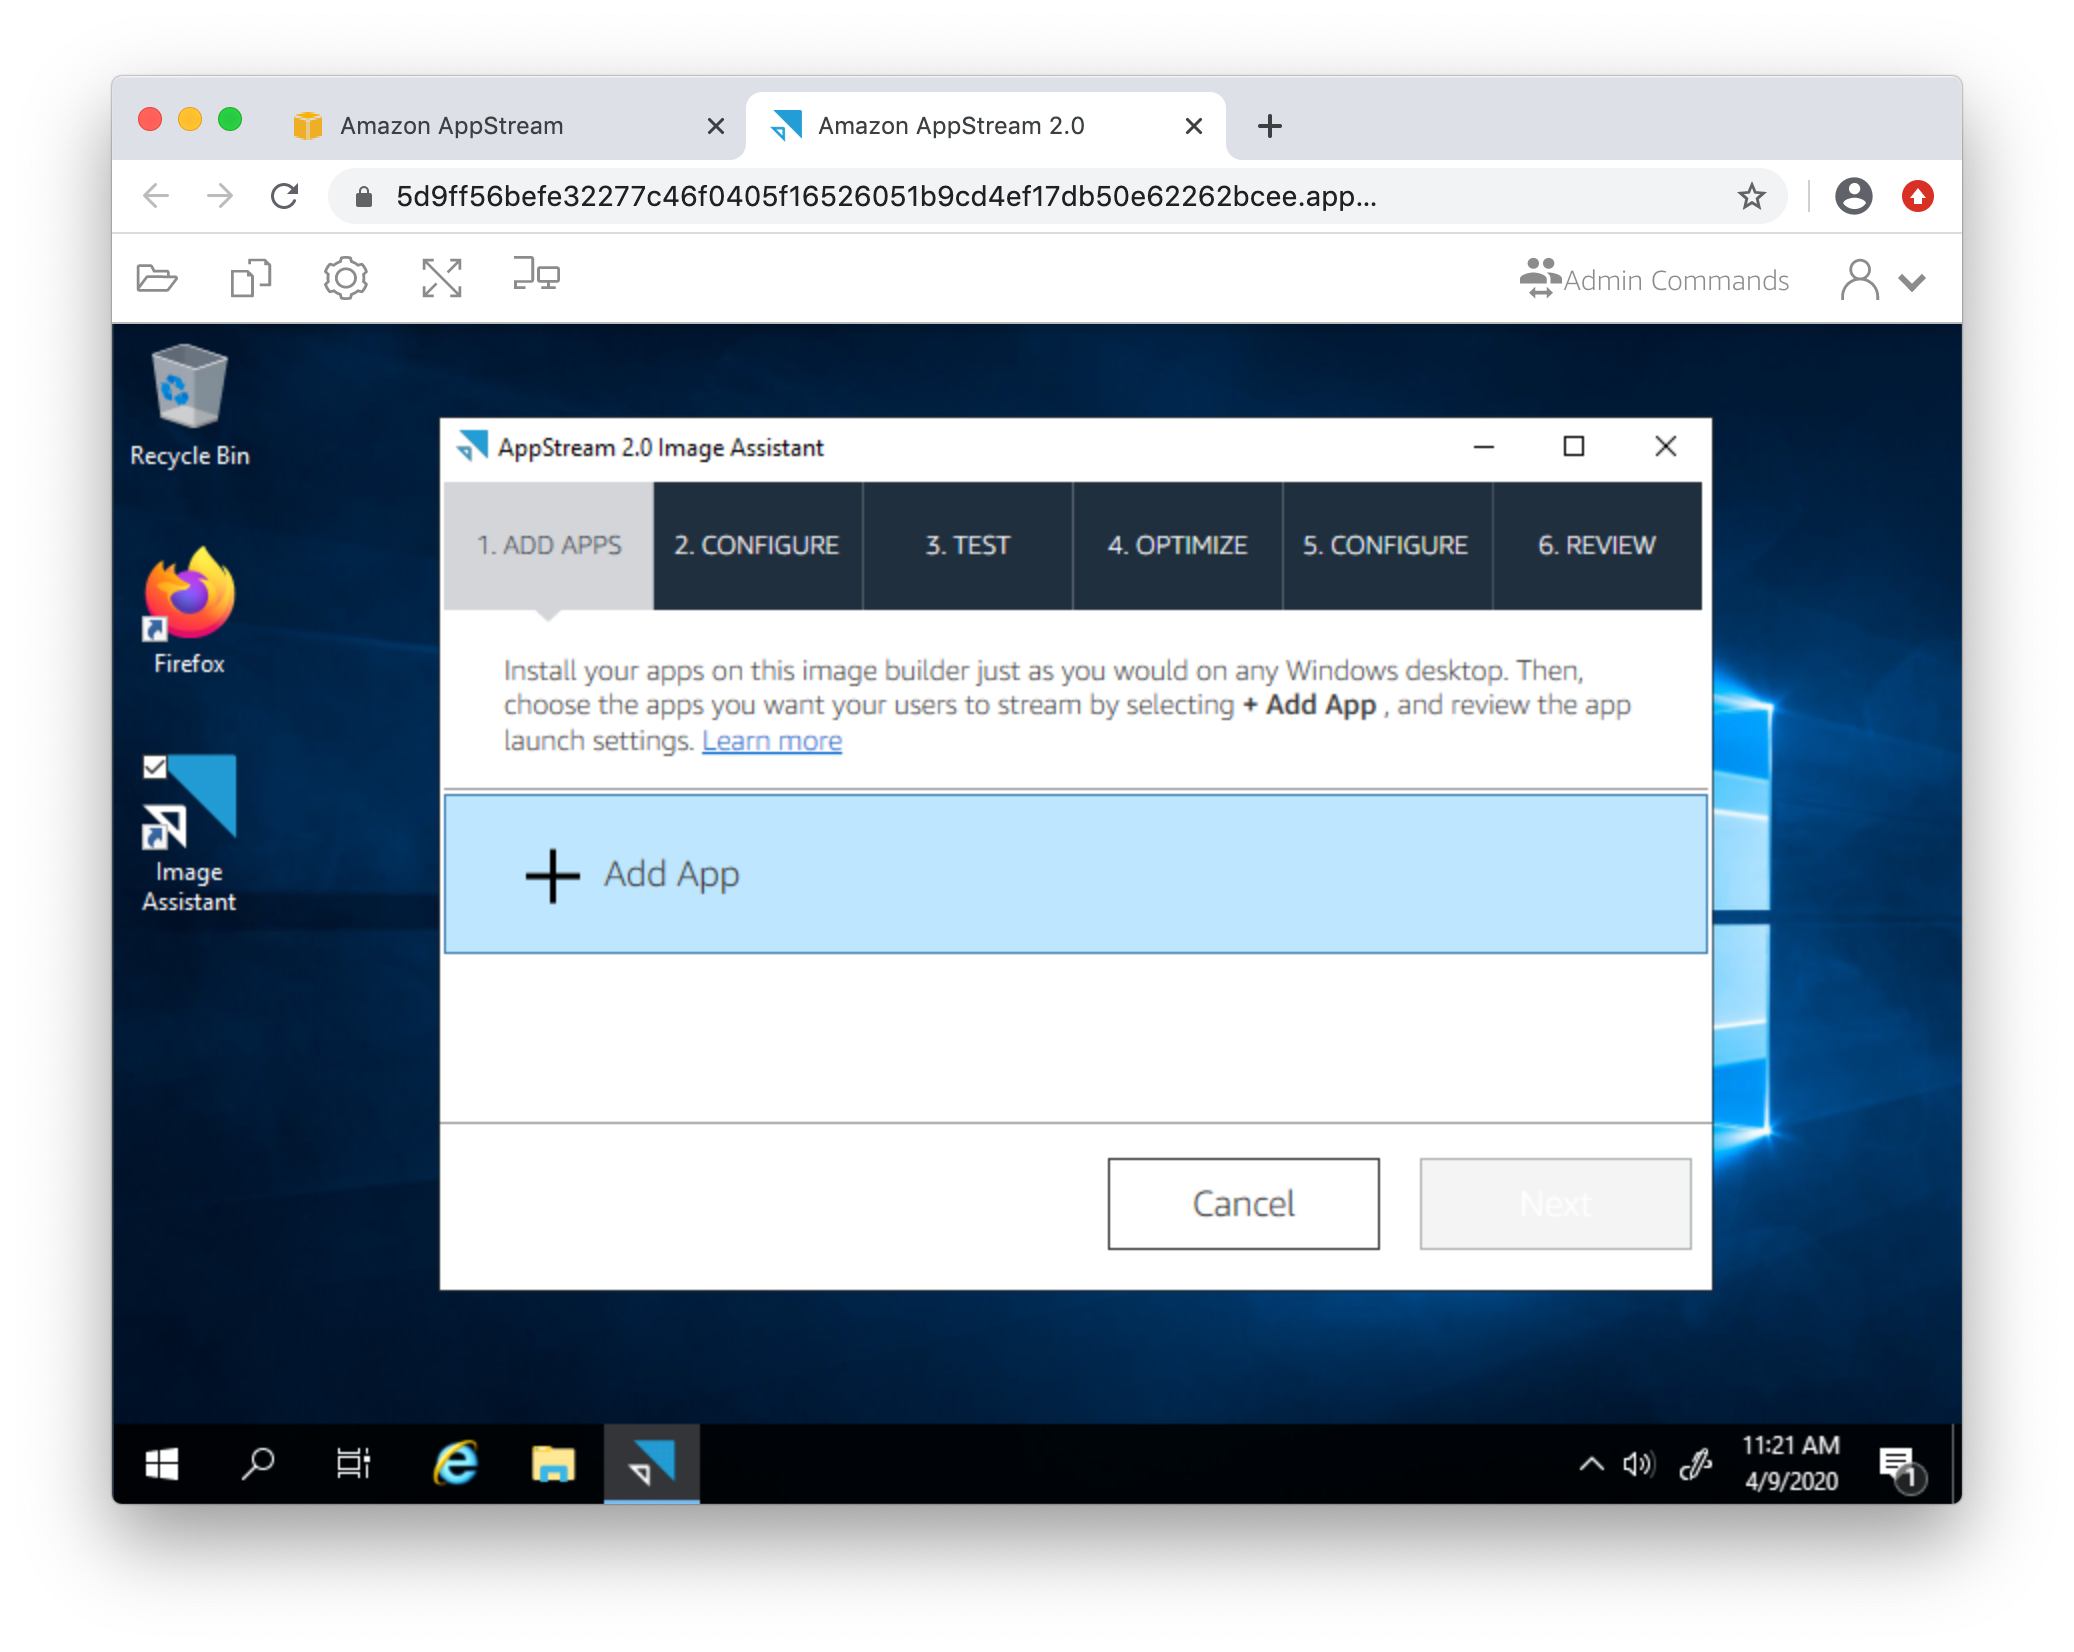 Amazon AppStream
Amazon AppStream 2.0
5d9ff56befe32277c46f0405f16526051b9cd4ef17db50e62262bcee.app...
Admin Commands
Recycle Bin
Firefox
Image
Assistant
AppStream 2.0 Image Assistant
1. ADD APPS
2. CONFIGURE
3. TEST
4. OPTIMIZE
5. CONFIGURE
6. REVIEW
Install your apps on this image builder just as you would on any Windows desktop. Then,
choose the apps you want your users to stream by selecting + Add App , and review the app
launch settings. Learn more
Add App
Cancel
Next
11:21 AM
4/9/2020
1